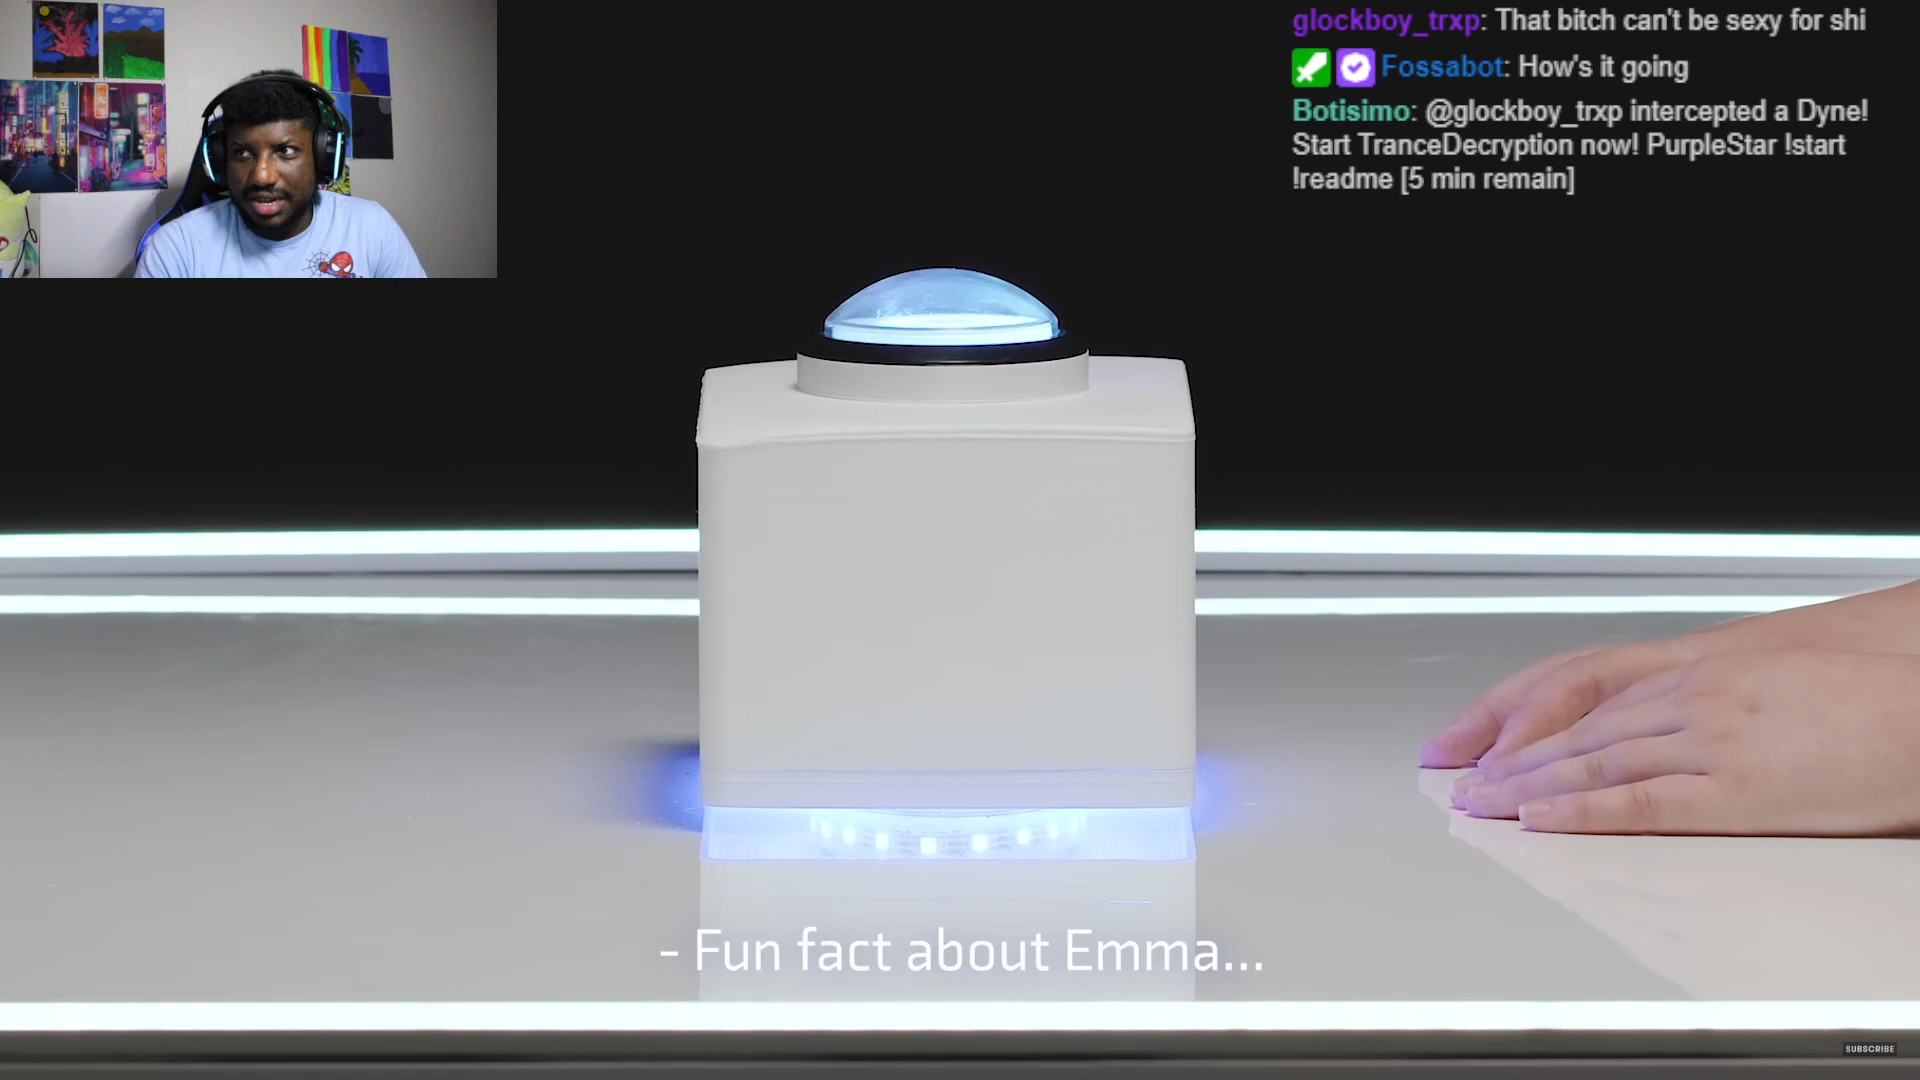 glockboy_trxp: That bitch can't be sexy for shi
Fossabot: How's it going
Botisimo: @glockboy_trxp intercepted a Dyne!
Start TranceDecryption now! PurpleStar !start
!readme [5 min remain]
- Fun fact about Emma...
SUBSCRIBE